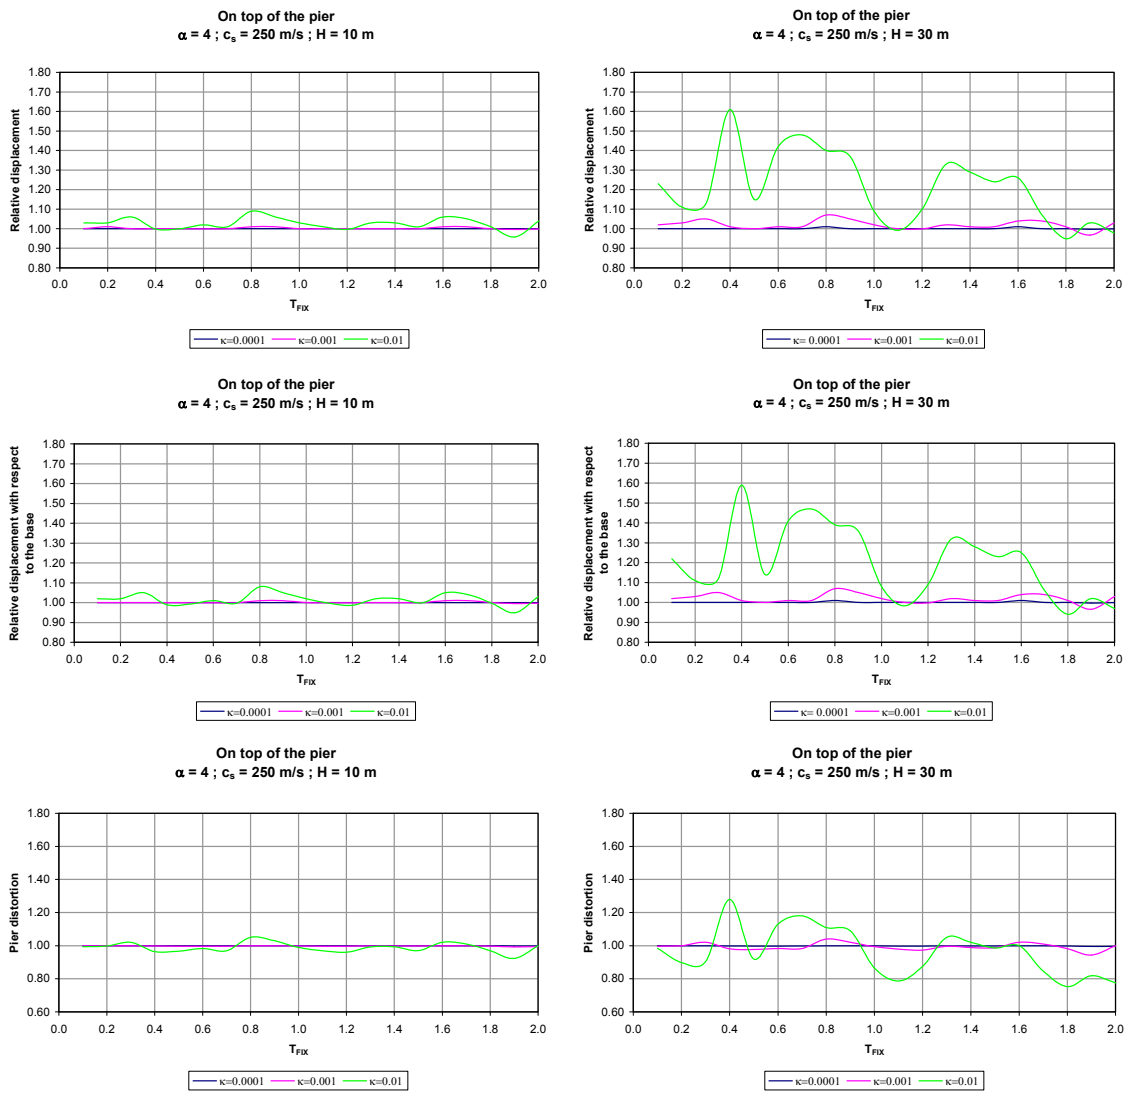 On top of the pier
α = 4 ; cs = 250 m/s ; H = 10 m
Relative displacement
1.80
1.70
1.60
1.50
1.40
1.30
1.20
1.10
1.00
0.90
0.80
0.0 0.2 0.4 0.6 0.8 1.0 1.2 1.4 1.6 1.8 2.0
TFIX
κ=0.0001 κ=0.001 κ=0.01
On top of the pier
α = 4 ; cs = 250 m/s ; H = 30 m
Relative displacement
1.80
1.70
1.60
1.50
1.40
1.30
1.20
1.10
1.00
0.90
0.80
0.0 0.2 0.4 0.6 0.8 1.0 1.2 1.4 1.6 1.8 2.0
TFIX
κ= 0.0001 κ=0.001 κ=0.01
On top of the pier
α = 4 ; cs = 250 m/s ; H = 10 m
Relative displacement with respect
to the base
1.80
1.70
1.60
1.50
1.40
1.30
1.20
1.10
1.00
0.90
0.80
0.0 0.2 0.4 0.6 0.8 1.0 1.2 1.4 1.6 1.8 2.0
TFIX
κ=0.0001 κ=0.001 κ=0.01
On top of the pier
α = 4 ; cs = 250 m/s ; H = 30 m
Relative displacement with respect
to the base
1.80
1.70
1.60
1.50
1.40
1.30
1.20
1.10
1.00
0.90
0.80
0.0 0.2 0.4 0.6 0.8 1.0 1.2 1.4 1.6 1.8 2.0
TFIX
κ= 0.0001 κ=0.001 κ=0.01
On top of the pier
α = 4 ; cs = 250 m/s ; H = 10 m
Pier distortion
1.80
1.60
1.40
1.20
1.00
0.80
0.60
0.0 0.2 0.4 0.6 0.8 1.0 1.2 1.4 1.6 1.8 2.0
TFIX
κ=0.0001 κ=0.001 κ=0.01
On top of the pier
α = 4 ; cs = 250 m/s ; H = 30 m
Pier distortion
1.80
1.60
1.40
1.20
1.00
0.80
0.60
0.0 0.2 0.4 0.6 0.8 1.0 1.2 1.4 1.6 1.8 2.0
TFIX
κ=0.0001 κ=0.001 κ=0.01